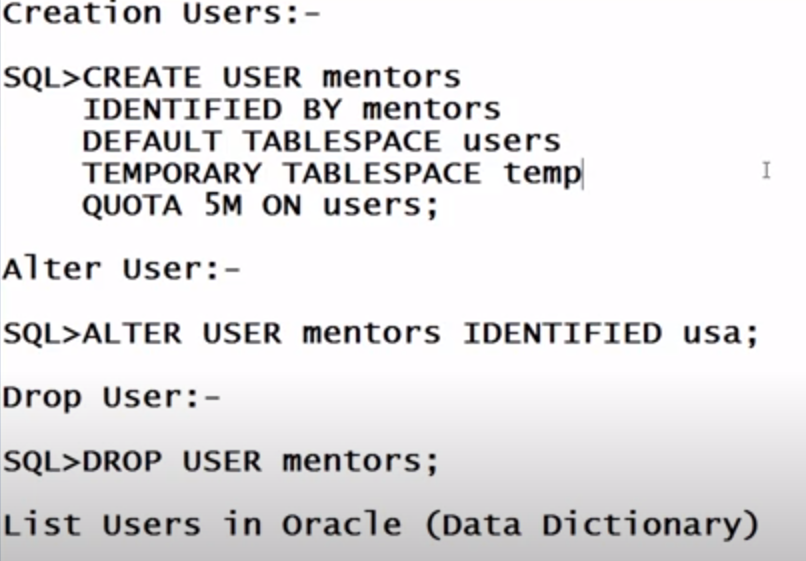 Creation Users:-
SQL>CREATE USER mentors
IDENTIFIED BY mentors
DEFAULT TABLESPACE users
TEMPORARY TABLESPACE temp
QUOTA 5M ON users;
Alter User:-
SQL>ALTER USER mentors IDENTIFIED usa;
Drop User:-
SQL>DROP USER mentors;
List Users in Oracle (Data Dictionary)